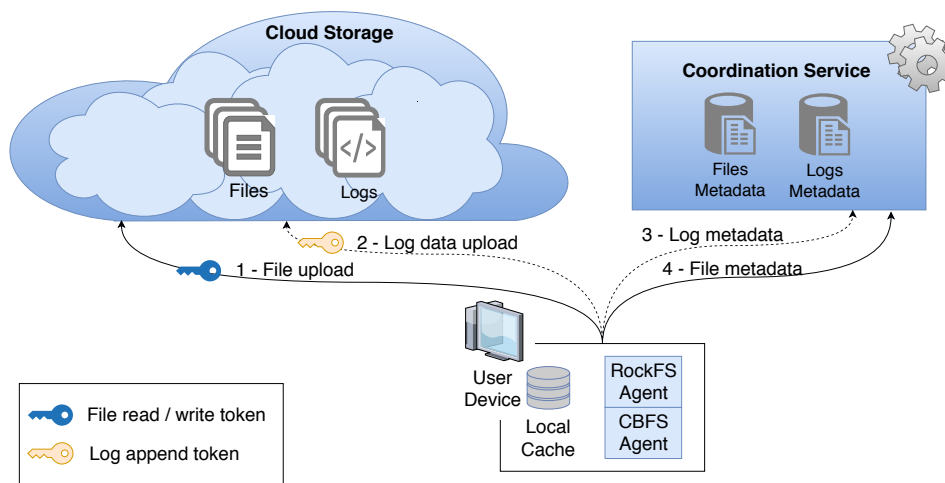 Cloud Storage
Files
Logs
Coordination Service
Files
Metadata
Logs
Metadata
2 - Log data upload
1 - File upload
3 - Log metadata
4 - File metadata
User
Device
Local
Cache
RockFS
Agent
CBFS
Agent
File read / write token
Log append token